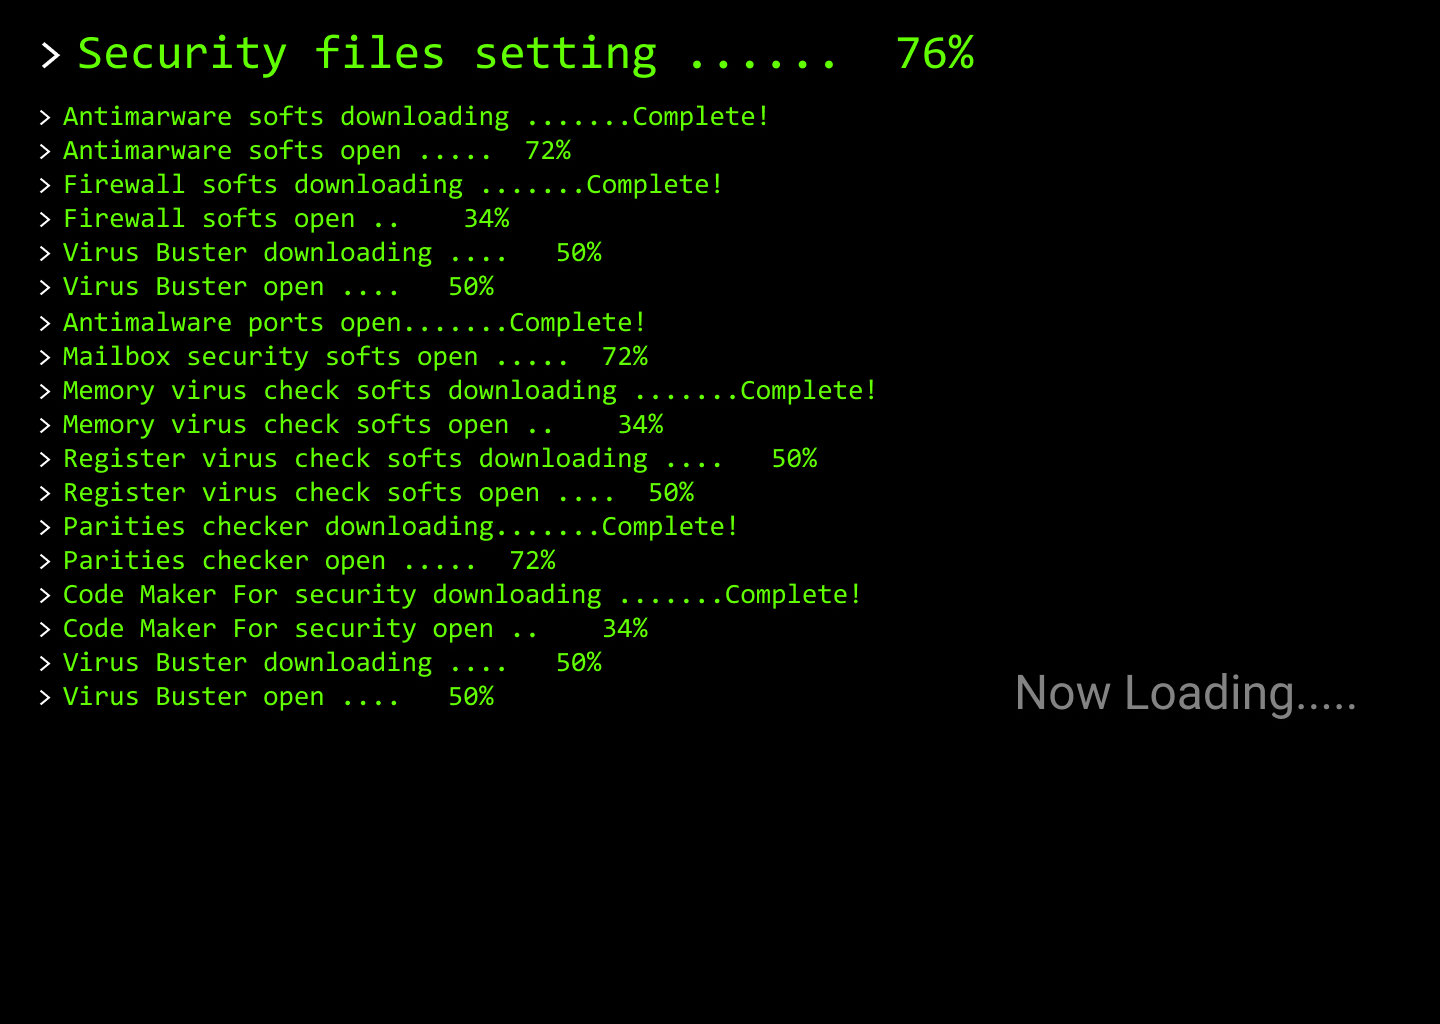 > Security files setting ......  76%
> Antimarware softs downloading .......Complete!
> Antimarware softs open .....  72%
> Firewall softs downloading .......Complete!
> Firewall softs open ..    34%
> Virus Buster downloading ....   50%
> Virus Buster open ....   50%
> Antimalware ports open.......Complete!
> Mailbox security softs open .....  72%
> Memory virus check softs downloading .......Complete!
> Memory virus check softs open ..    34%
> Register virus check softs downloading ....   50%
> Register virus check softs open ....  50%
> Parities checker downloading.......Complete!
> Parities checker open .....  72%
> Code Maker For security downloading .......Complete!
> Code Maker For security open ..    34%
> Virus Buster downloading ....   50%
> Virus Buster open ....   50%
Now Loading.....